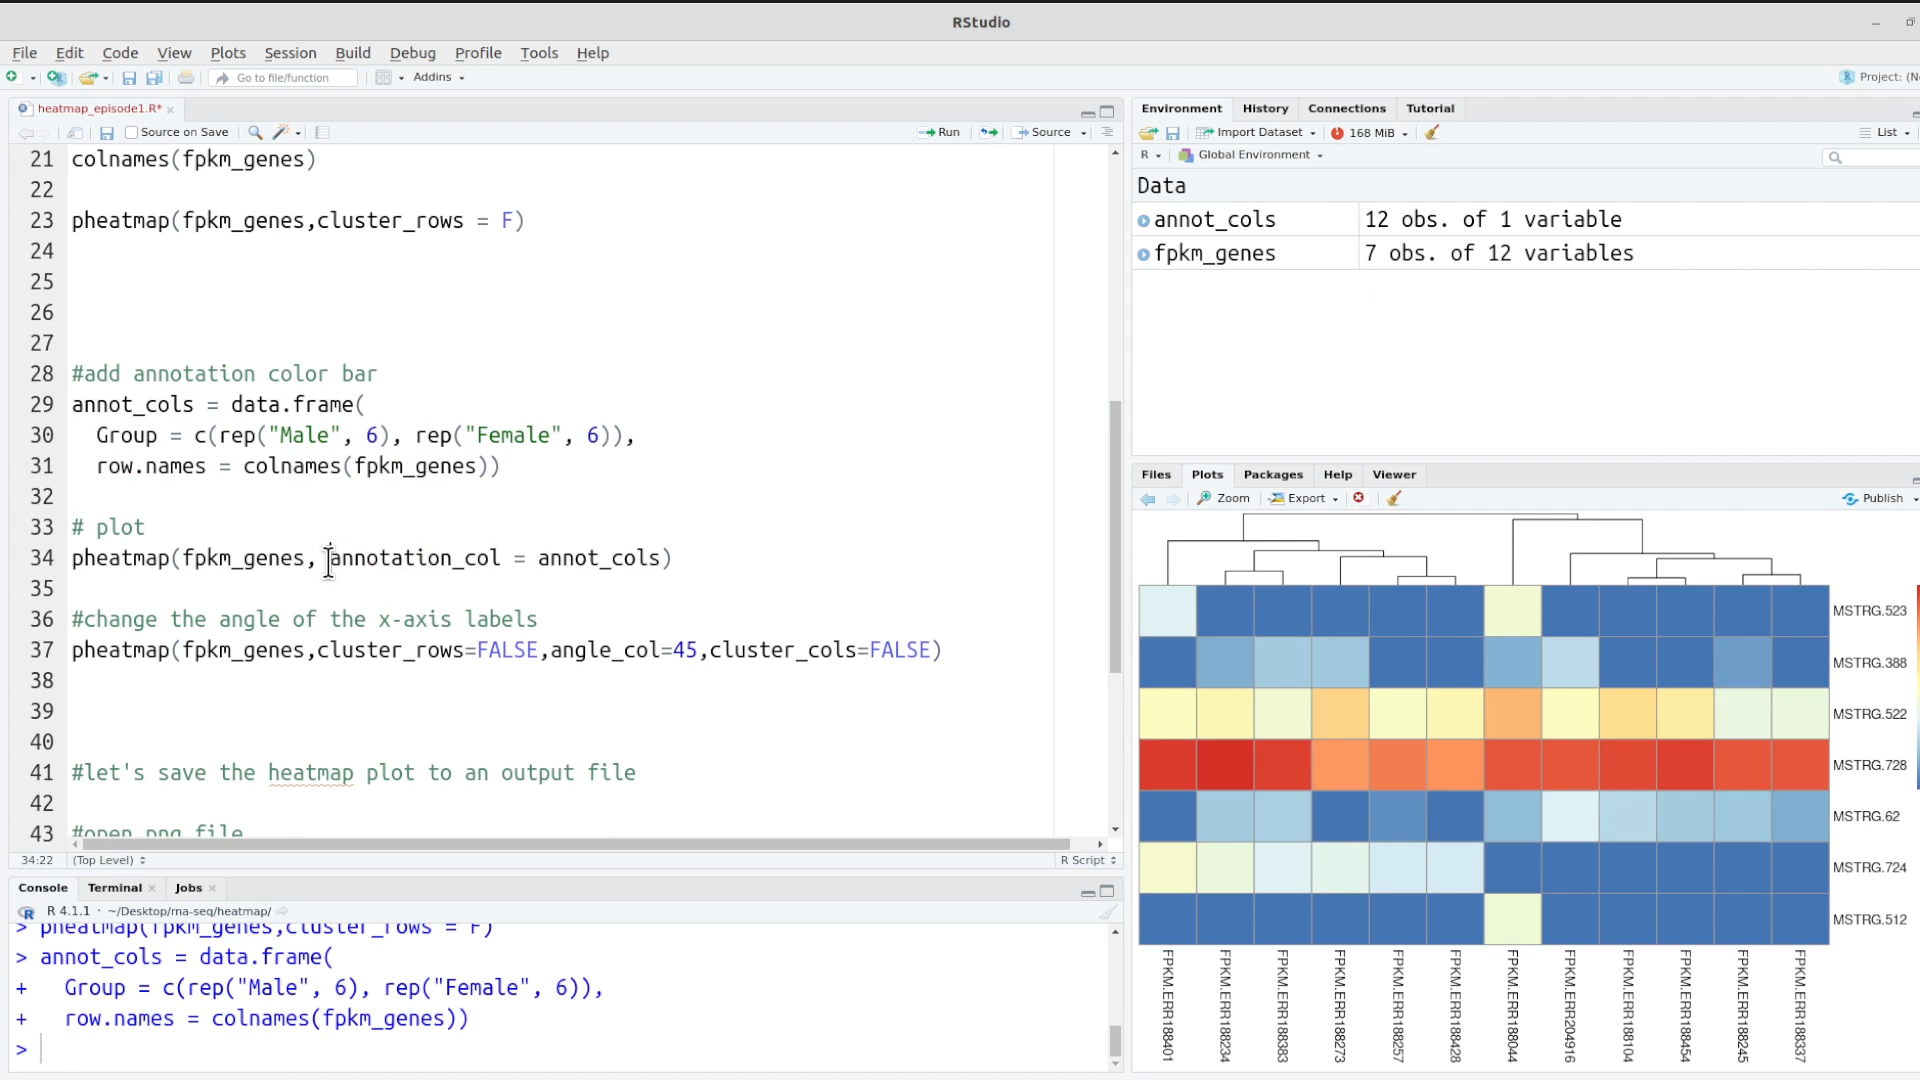 RStudio
File Edit Code View Plots Session Build Debug Profile Tools Help
Go to file/function Addins Project: (N
heatmap_episode1.R*
Source on Save Run Source
21 colnames(fpkm_genes)
22
23 pheatmap(fpkm_genes,cluster_rows = F)
24
25
26
27
28 #add annotation color bar
29 annot_cols = data.frame(
30 Group = c(rep("Male", 6), rep("Female", 6)),
31 row.names = colnames(fpkm_genes))
32
33 # plot
34 pheatmap(fpkm_genes, annotation_col = annot_cols)
35
36 #change the angle of the x-axis labels
37 pheatmap(fpkm_genes,cluster_rows=FALSE,angle_col=45,cluster_cols=FALSE)
38
39
40
41 #let's save the heatmap plot to an output file
42
43 #open png file
34:22 (Top Level) R Script
Console Terminal Jobs
R 4.1.1 · ~/Desktop/rna-seq/heatmap/
> pheatmap(fpkm_genes,cluster_rows = F)
> annot_cols = data.frame(
+ Group = c(rep("Male", 6), rep("Female", 6)),
+ row.names = colnames(fpkm_genes))
>
Environment History Connections Tutorial
Import Dataset 168 MiB List
R Global Environment
Data
annot_cols 12 obs. of 1 variable
fpkm_genes 7 obs. of 12 variables
Files Plots Packages Help Viewer
Zoom Export Publish
MSTRG.523
MSTRG.388
MSTRG.522
MSTRG.728
MSTRG.62
MSTRG.724
MSTRG.512
FPKM.ERR188401
FPKM.ERR188234
FPKM.ERR188383
FPKM.ERR188273
FPKM.ERR188257
FPKM.ERR188428
FPKM.ERR188044
FPKM.ERR204916
FPKM.ERR188104
FPKM.ERR188454
FPKM.ERR188245
FPKM.ERR188337